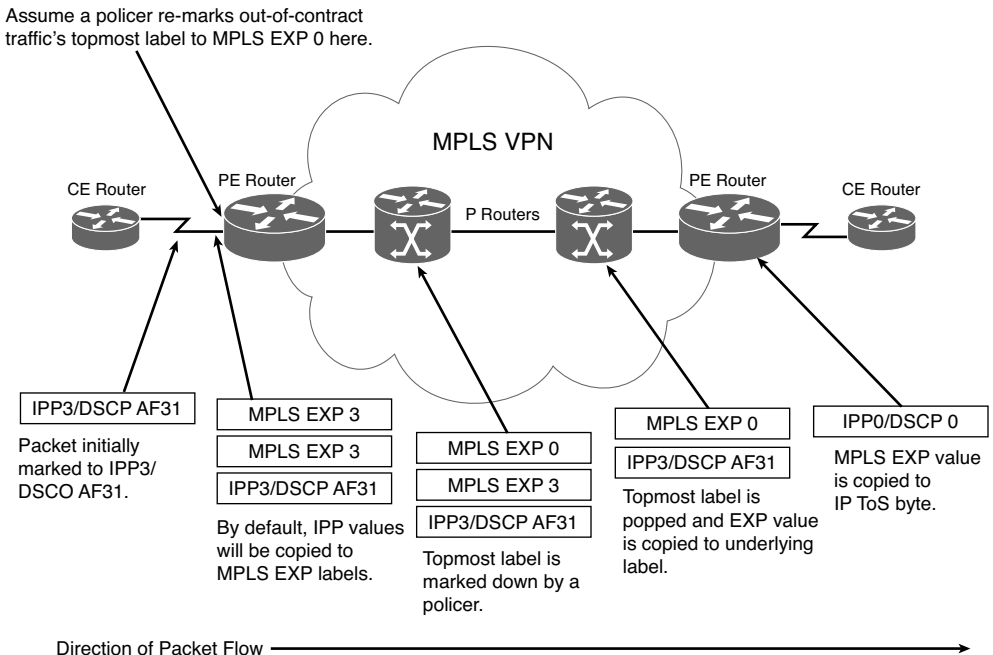 Assume a policer re-marks out-of-contract
traffic's topmost label to MPLS EXP 0 here.
MPLS VPN
CE Router
PE Router
P Routers
PE Router
CE Router
IPP3/DSCP AF31
Packet initially
marked to IPP3/
DSCO AF31.
MPLS EXP 3
MPLS EXP 3
IPP3/DSCP AF31
By default, IPP values
will be copied to
MPLS EXP labels.
MPLS EXP 0
MPLS EXP 3
IPP3/DSCP AF31
Topmost label is
marked down by a
policer.
MPLS EXP 0
IPP3/DSCP AF31
Topmost label is
popped and EXP value
is copied to underlying
label.
IPP0/DSCP 0
MPLS EXP value
is copied to
IP ToS byte.
Direction of Packet Flow